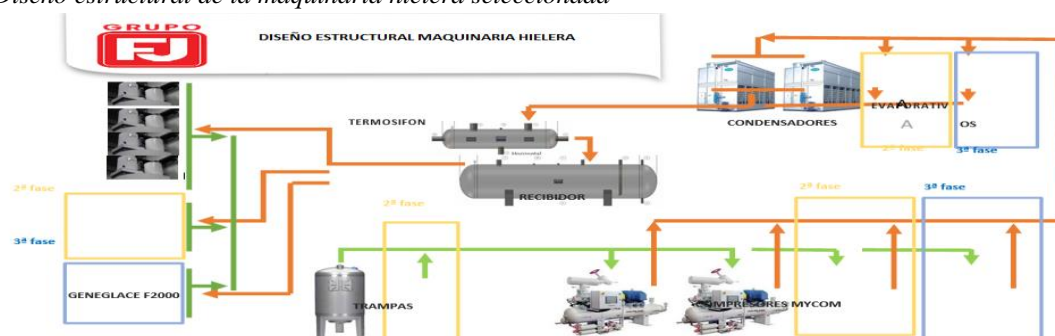 Diseño estructural de la maquinaria hielera seleccionada
GRUPO
FJ
DISEÑO ESTRUCTURAL MAQUINARIA HIELERA
TERMOSIFON
CONDENSADORES
EVAPORATIV
A
A
OS
2ª fase
3ª fase
RECIBIDOR
2ª fase
3ª fase
2ª fase
2ª fase
3ª fase
GENEGLACE F2000
TRAMPAS
COMPRESORES MYCOM